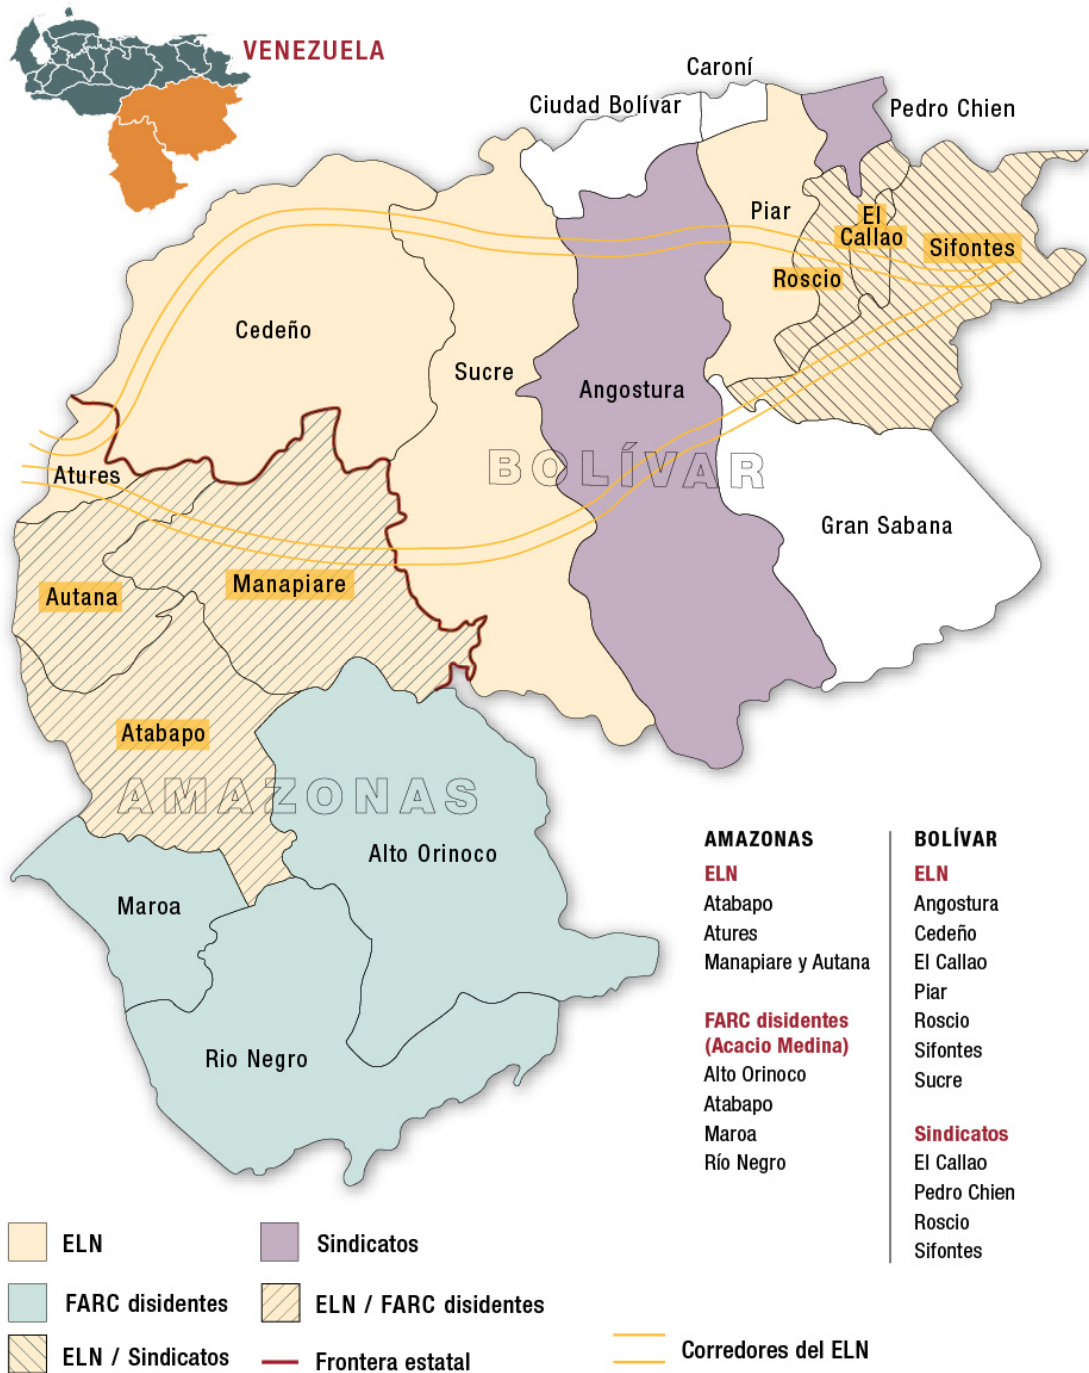 VENEZUELA
Caroní
Ciudad Bolívar
Pedro Chien
Piar
El
Callao
Sifontes
Roscio
Cedeño
Sucre
Angostura
BOLÍVAR
Atures
Gran Sabana
Manapiare
Autana
Atabapo
AMAZONAS
Alto Orinoco
Maroa
Rio Negro
AMAZONAS
ELN
Atabapo
Atures
Manapiare y Autana
FARC disidentes
(Acacio Medina)
Alto Orinoco
Atabapo
Maroa
Río Negro
BOLÍVAR
ELN
Angostura
Cedeño
El Callao
Piar
Roscio
Sifontes
Sucre
Sindicatos
El Callao
Pedro Chien
Roscio
Sifontes
ELN
Sindicatos
FARC disidentes
ELN / FARC disidentes
ELN / Sindicatos
Frontera estatal
Corredores del ELN